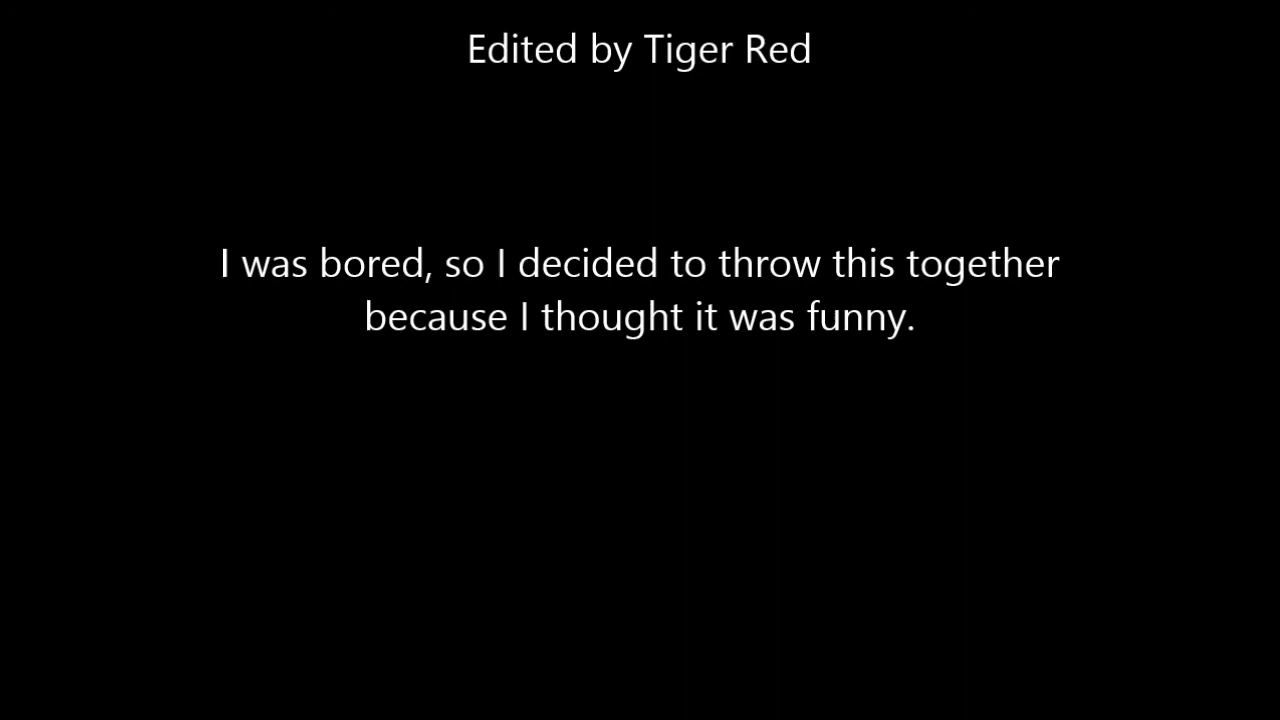 Edited by Tiger Red
I was bored, so I decided to throw this together
because I thought it was funny.